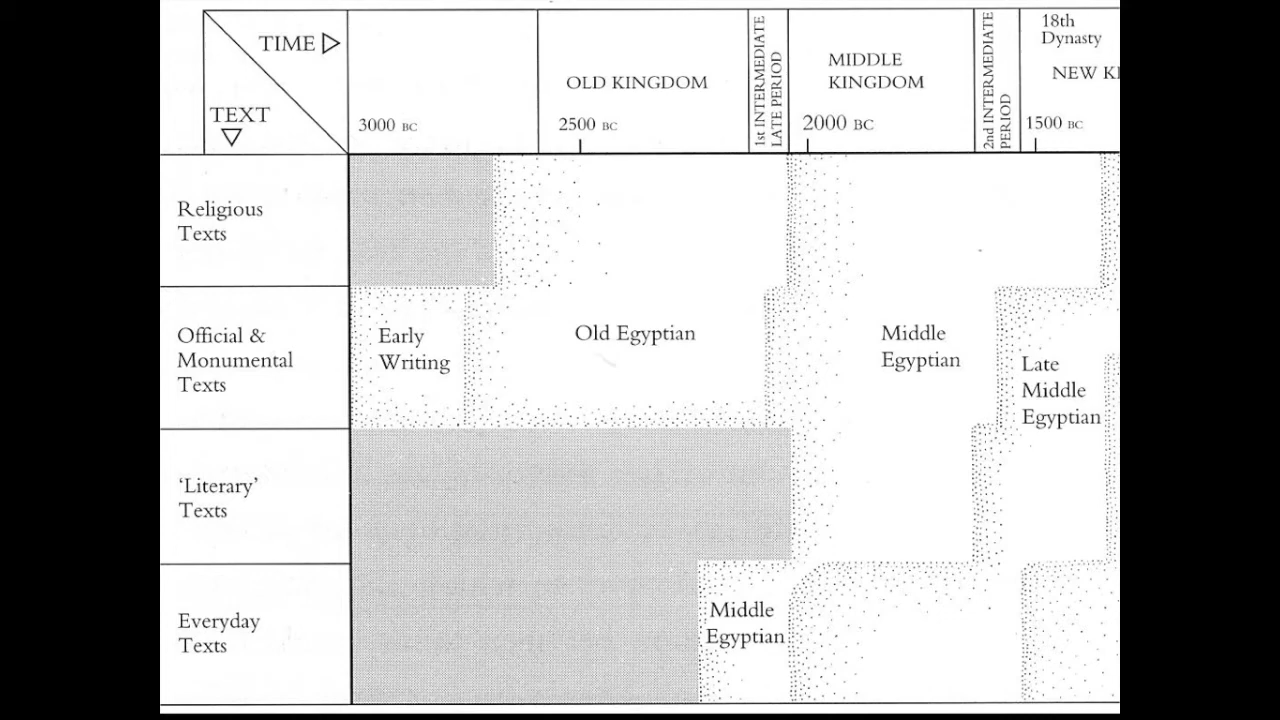 TIME
TEXT
3000 BC
OLD KINGDOM
2500 BC
1st INTERMEDIATE
LATE PERIOD
MIDDLE
KINGDOM
2000 BC
2nd INTERMEDIATE
PERIOD
18th
Dynasty
NEW KI
1500 BC
Religious
Texts
Official &
Monumental
Texts
Early
Writing
Old Egyptian
Middle
Egyptian
Late
Middle
Egyptian
‘Literary’
Texts
Everyday
Texts
Middle
Egyptian